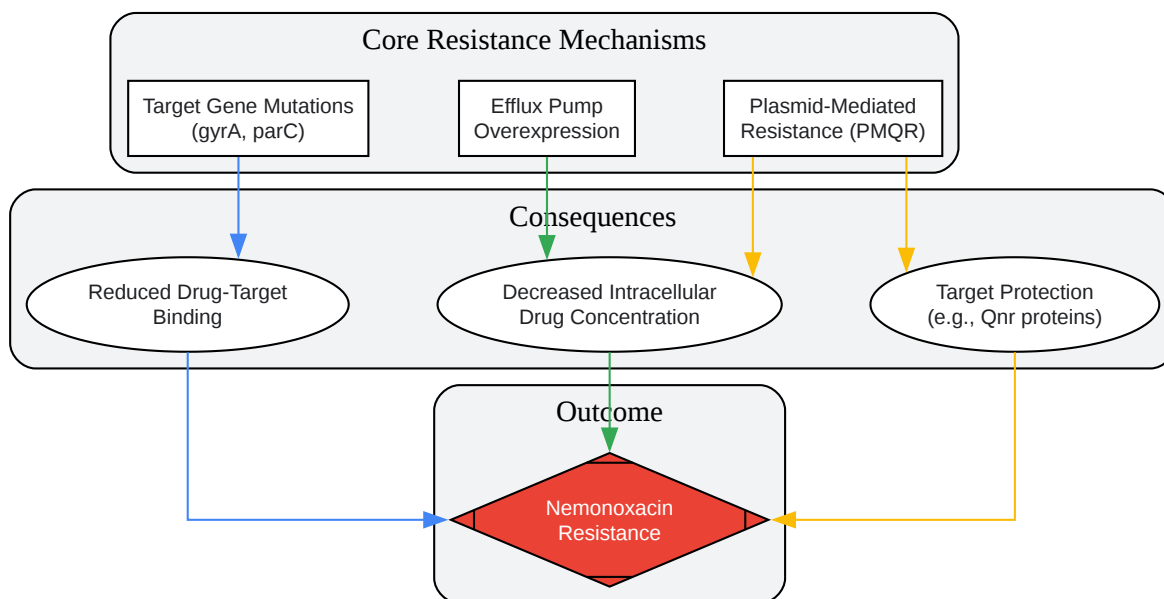 Core Resistance Mechanisms
Target Gene Mutations
(gyrA, parC)
Efflux Pump
Overexpression
Plasmid-Mediated
Resistance (PMQR)
Consequences
Reduced Drug-Target
Binding
Decreased Intracellular
Drug Concentration
Target Protection
(e.g., Qnr proteins)
Outcome
Nemonoxacin
Resistance